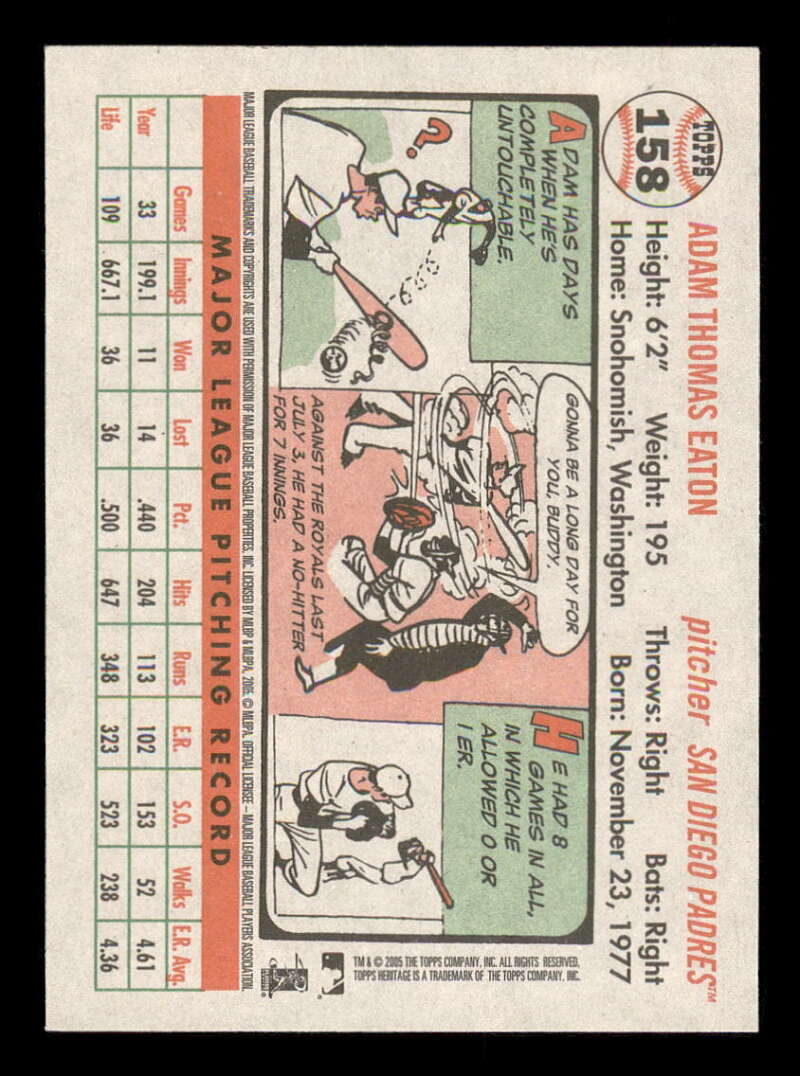 TOPPS
158
ADAM THOMAS EATON pitcher SAN DIEGO PADRES™
Height: 6'2" Weight: 195 Throws: Right Bats: Right
Home: Snohomish, Washington Born: November 23, 1977
ADAM HAS DAYS
WHEN HE'S
COMPLETELY
UNTOUCHABLE.
?
GONNA BE A LONG DAY FOR
YOU, BUDDY.
AGAINST THE ROYALS LAST
JULY 3, HE HAD A NO-HITTER
FOR 7 INNINGS.
HE HAD 8
GAMES IN ALL,
IN WHICH HE
ALLOWED 0 OR
1 ER.
TM & © 2005 THE TOPPS COMPANY, INC. ALL RIGHTS RESERVED.
TOPPS HERITAGE IS A TRADEMARK OF THE TOPPS COMPANY, INC.
MAJOR LEAGUE BASEBALL TRADEMARKS AND COPYRIGHTS ARE USED WITH PERMISSION OF MAJOR LEAGUE BASEBALL PROPERTIES, INC. LICENSED BY MLBP & MLBPA, 2005. © MLBPA. OFFICIAL LICENSEE – MAJOR LEAGUE BASEBALL PLAYERS ASSOCIATION.
MAJOR LEAGUE PITCHING RECORD
Games Innings Won Lost Pct. Hits Runs E.R. S.O. Walks E.R. Avg.
Year 33 199.1 11 14 .440 204 113 102 153 52 4.61
Life 109 667.1 36 36 .500 647 348 323 523 238 4.36